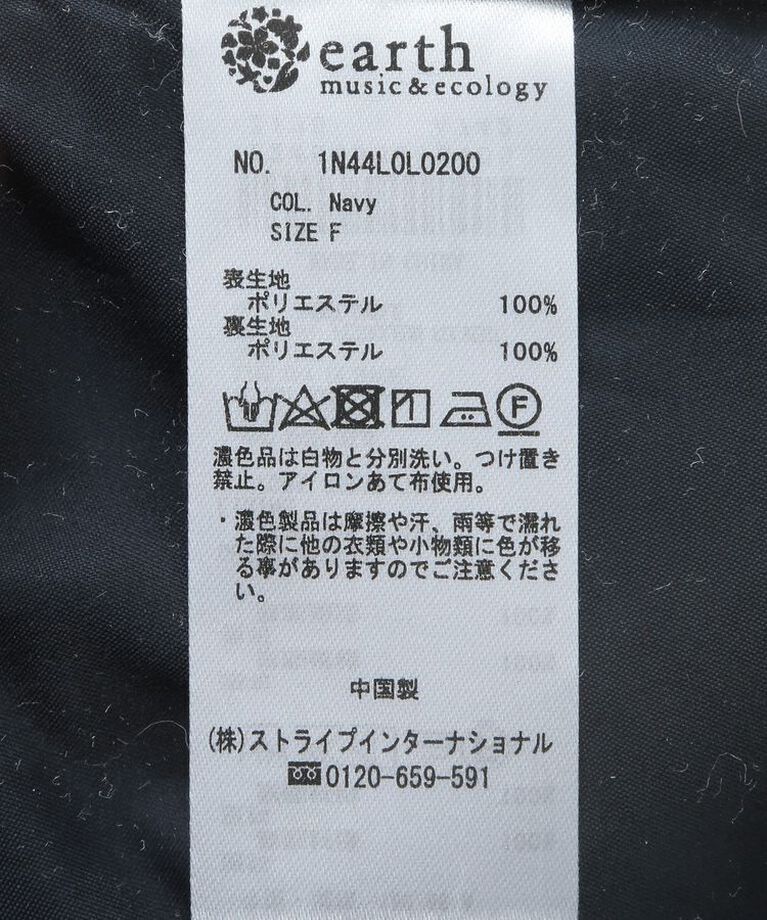 earth
music&ecology
NO. 1N44L0L0200
COL. Navy
SIZE F
表生地
ポリエステル 100%
裏生地
ポリエステル 100%
F
濃色品は白物と分別洗い。つけ置き
禁止。アイロンあて布使用。
・濃色製品は摩擦や汗、雨等で濡れ
た際に他の衣類や小物類に色が移
る事がありますのでご注意くださ
い。
中国製
(株)ストライプインターナショナル
0120-659-591